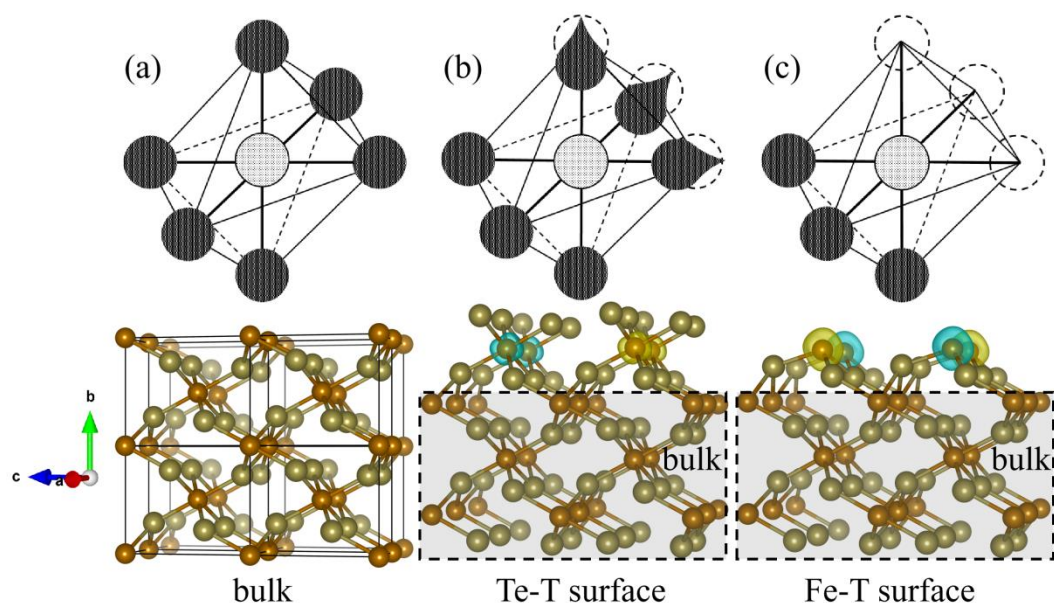 (a)
(b)
(c)
b
c
a
bulk
bulk
bulk
Te-T surface
Fe-T surface